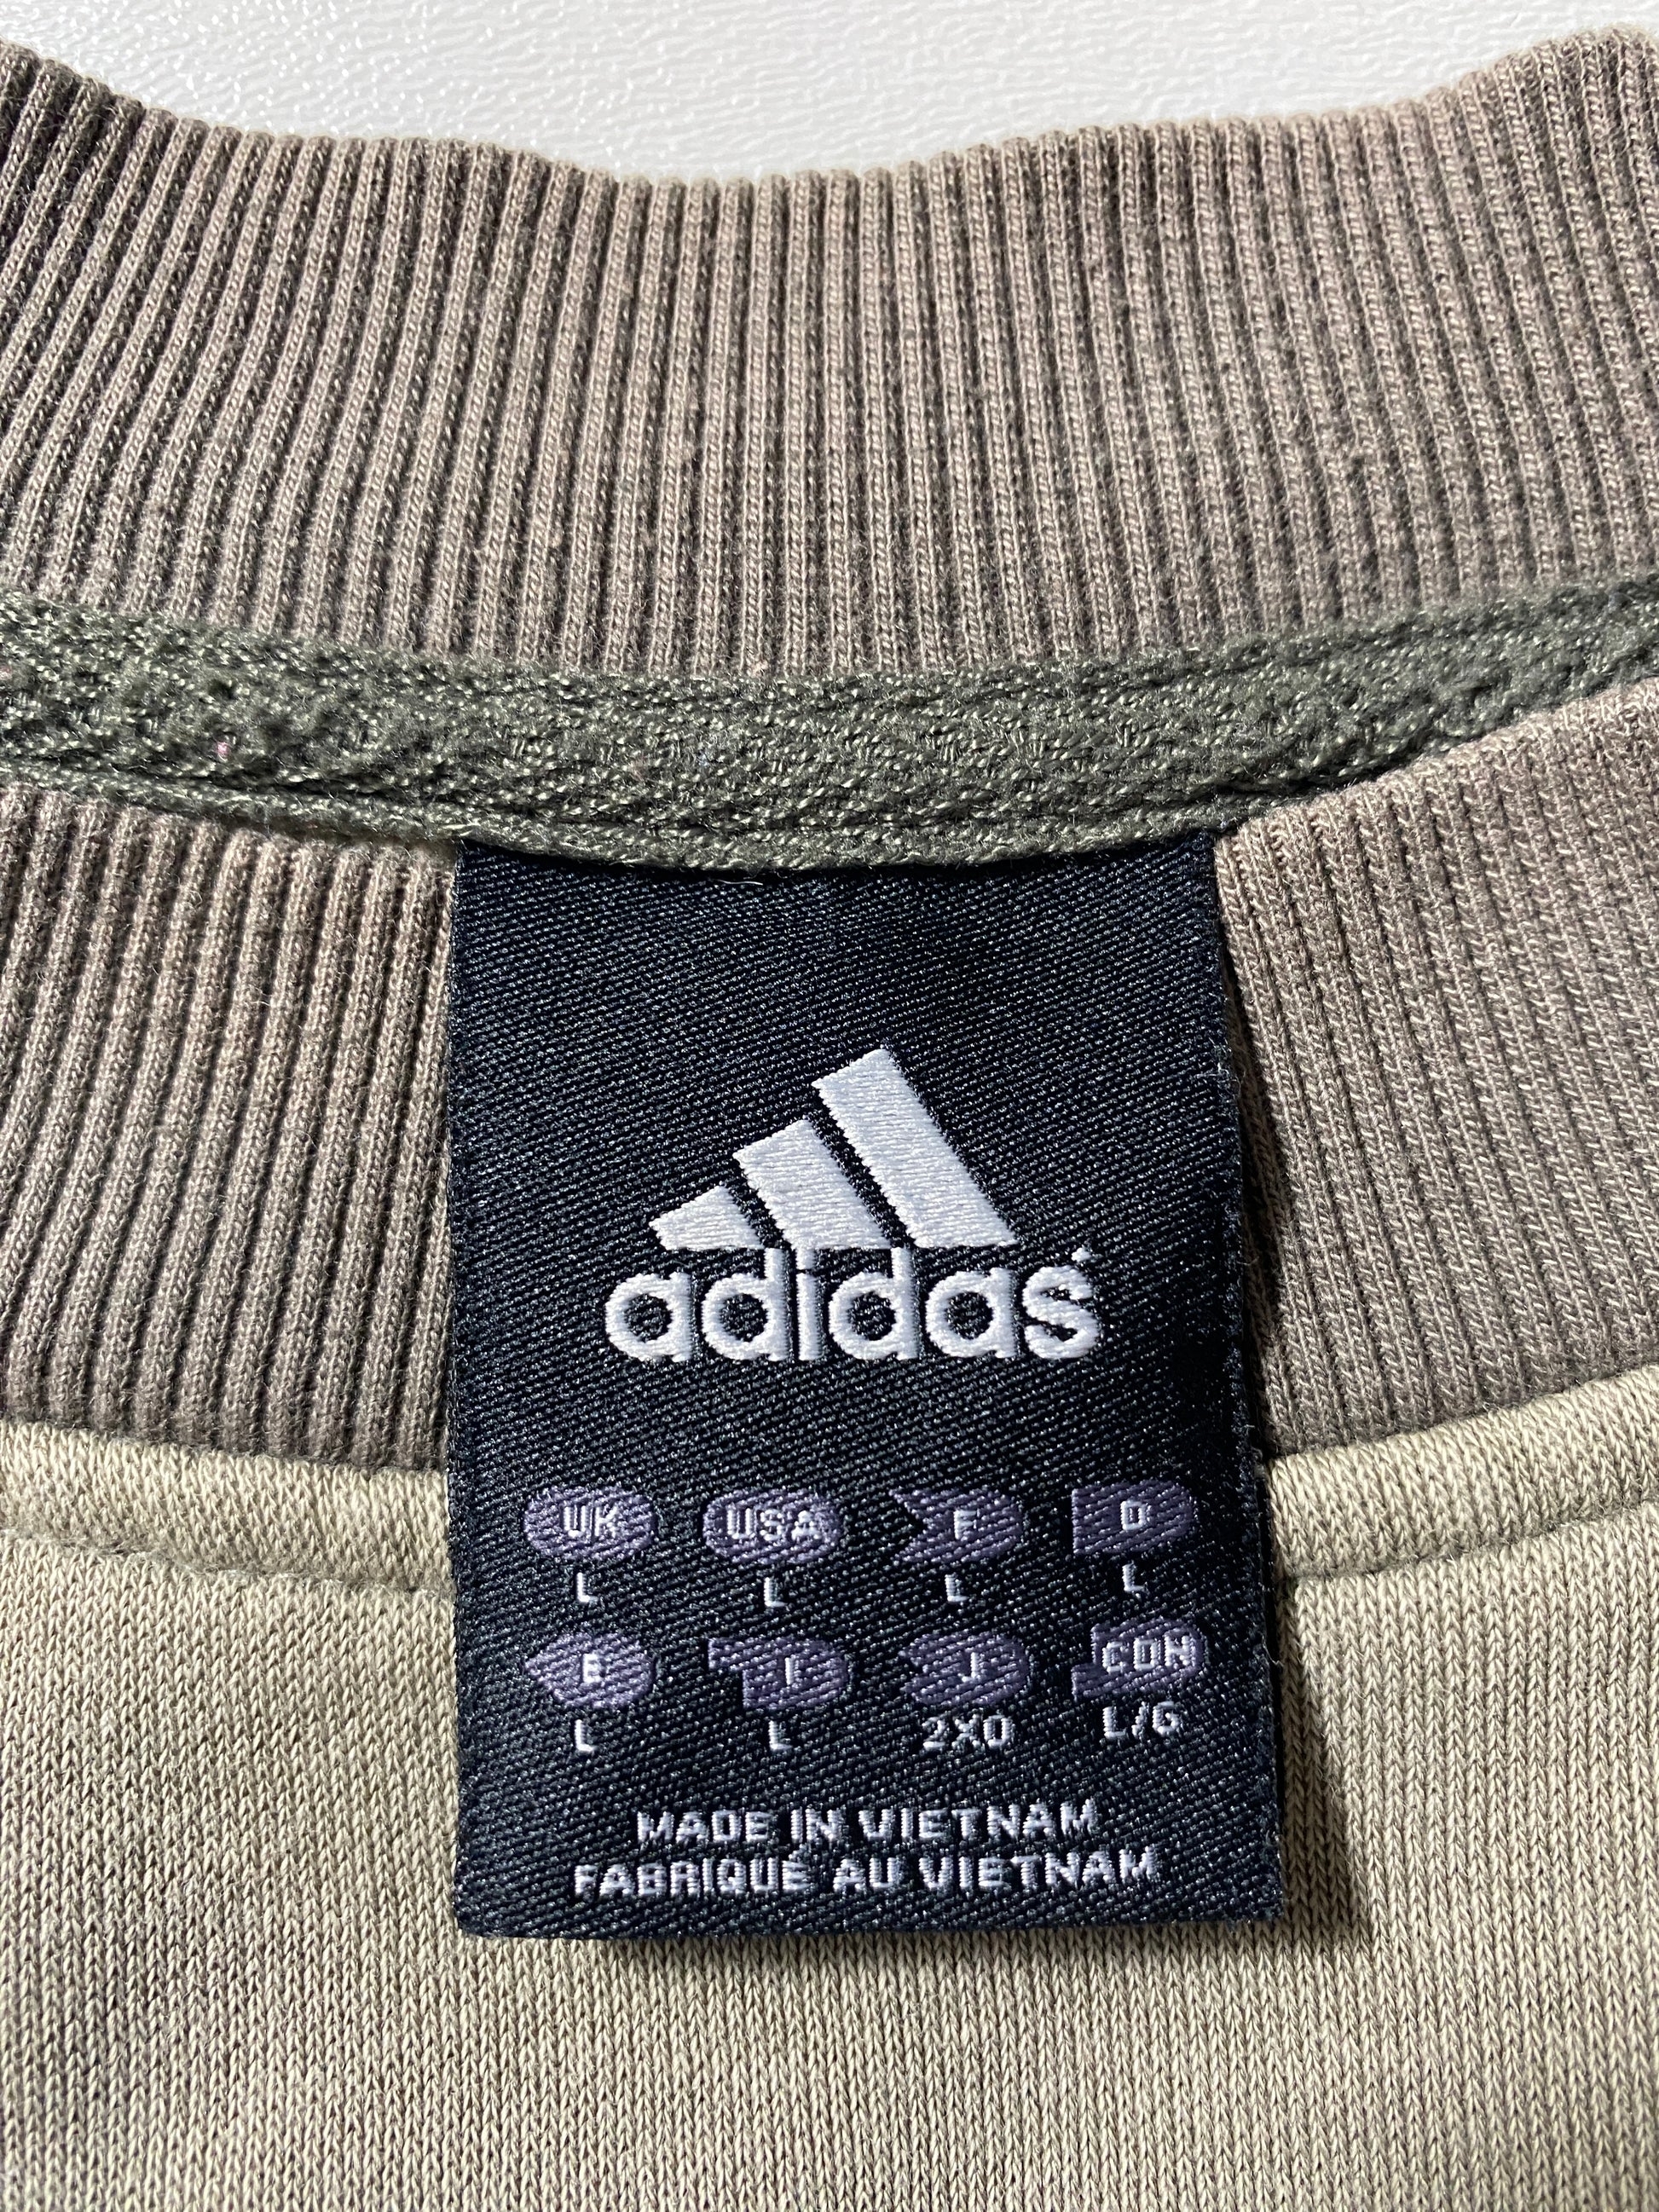 adidas
UK USA F D
L L L L
E I J CDN
L L 2XO L/G
MADE IN VIETNAM
FABRIQUÉ AU VIETNAM